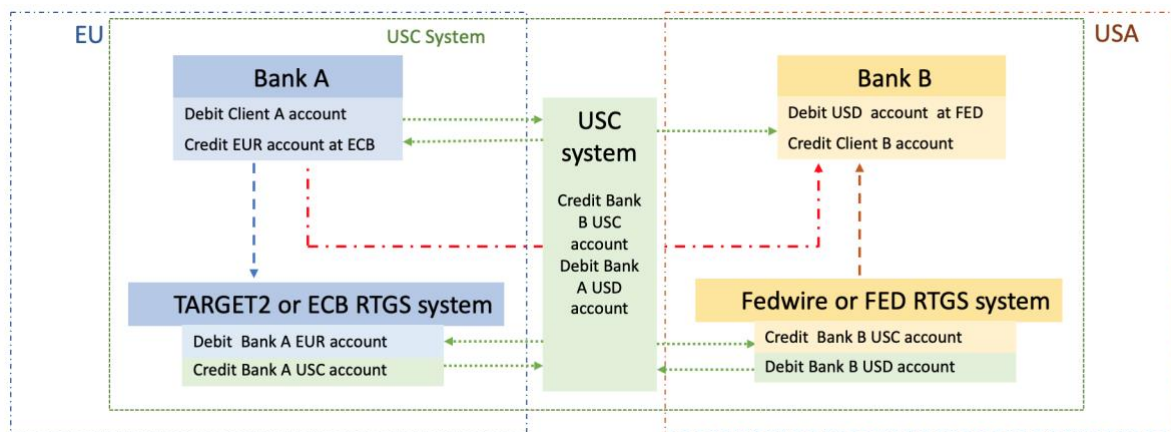 EU
USC System
USA
Bank A
Debit Client A account
Credit EUR account at ECB
USC
system
Credit Bank
B USC
account
Debit Bank
A USD
account
Bank B
Debit USD account at FED
Credit Client B account
TARGET2 or ECB RTGS system
Debit Bank A EUR account
Credit Bank A USC account
Fedwire or FED RTGS system
Credit Bank B USC account
Debit Bank B USD account